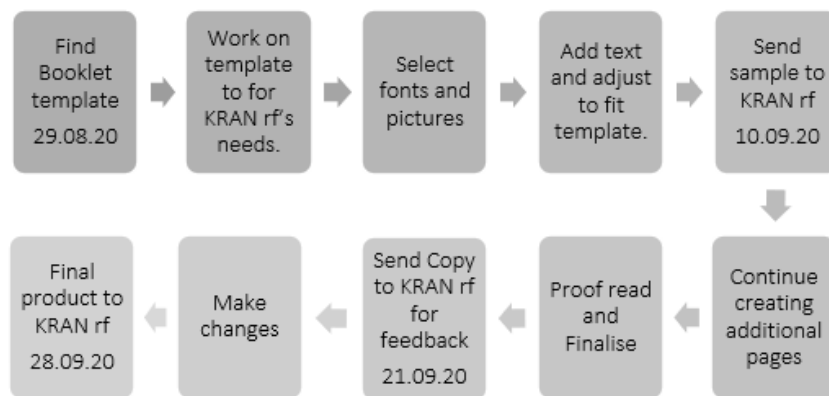 Find
Booklet
template
29.08.20
Work on
template
to for
KRAN rf's
needs.
Select
fonts and
pictures
Add text
and adjust
to fit
template.
Send
sample to
KRAN rf
10.09.20
Continue
creating
additional
pages
Proof read
and
Finalise
Send Copy
to KRAN rf
for
feedback
21.09.20
Make
changes
Final
product to
KRAN rf
28.09.20